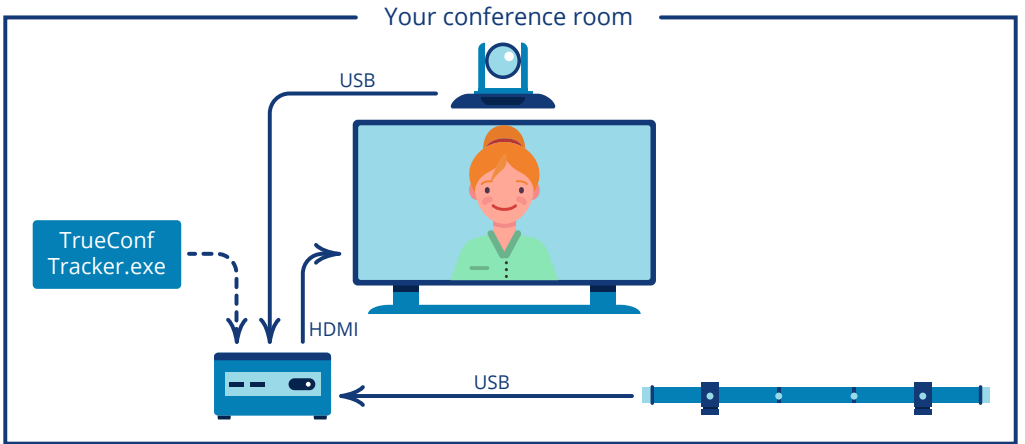 Your conference room
USB
TrueConf
Tracker.exe
HDMI
USB